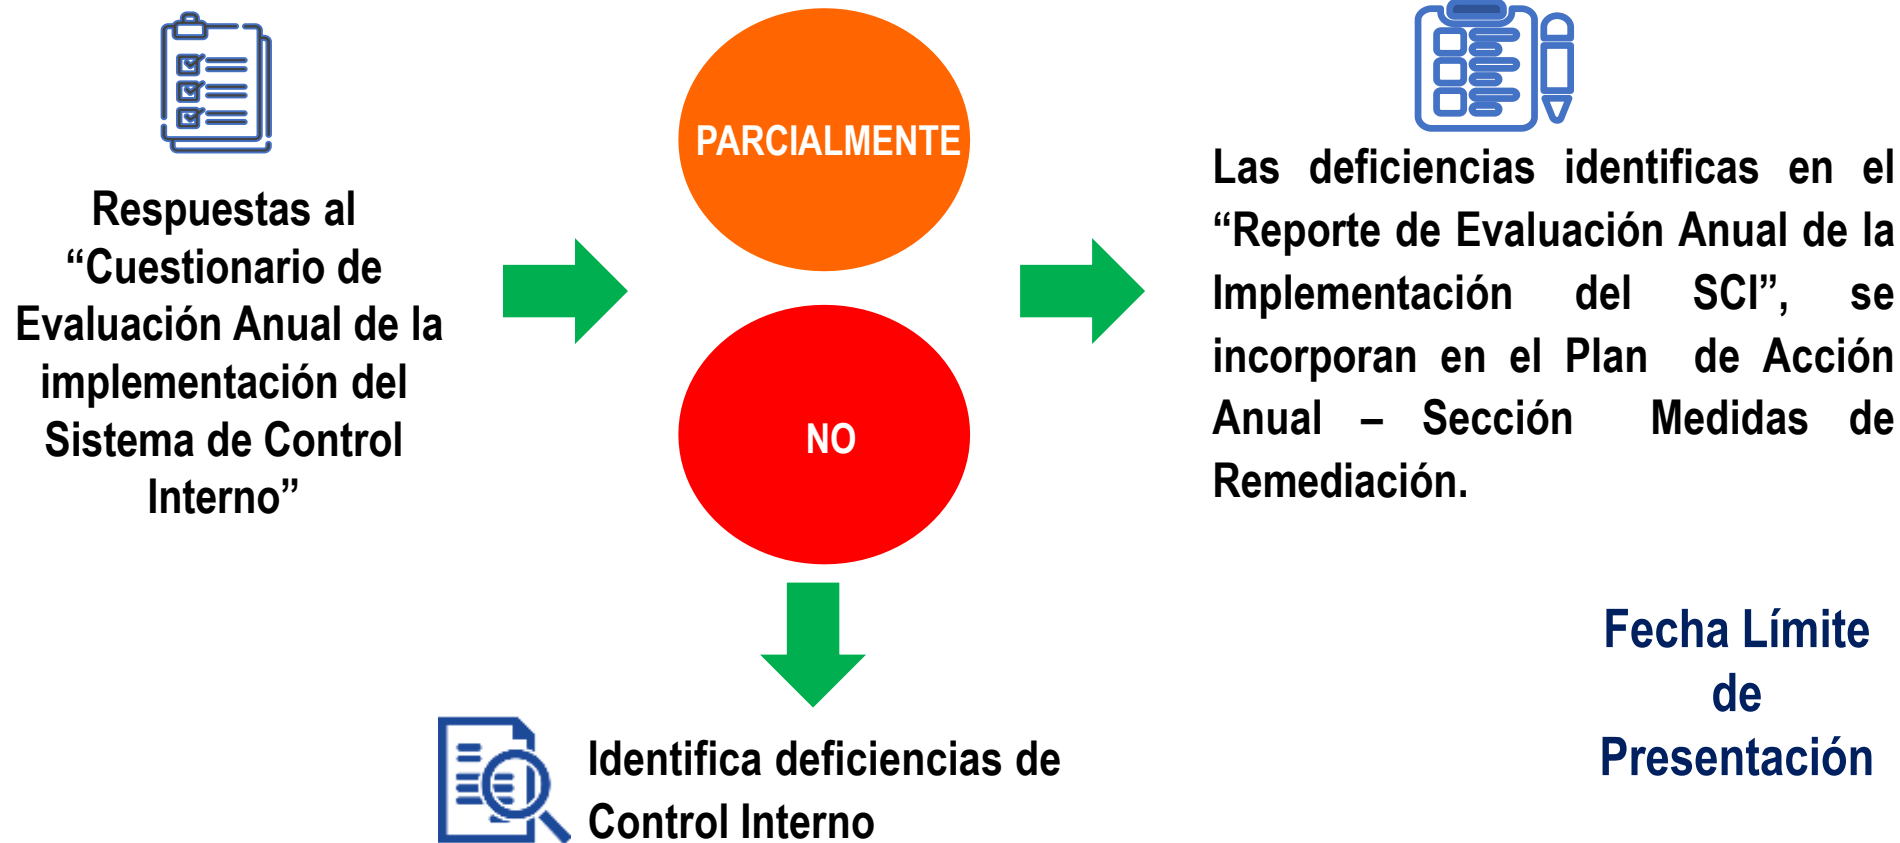 Respuestas al
“Cuestionario de
Evaluación Anual de la
implementación del
Sistema de Control
Interno”
PARCIALMENTE
NO
Identifica deficiencias de
Control Interno
Las deficiencias identificas en el
“Reporte de Evaluación Anual de la
Implementación del SCI”, se
incorporan en el Plan de Acción
Anual – Sección Medidas de
Remediación.
Fecha Límite
de
Presentación